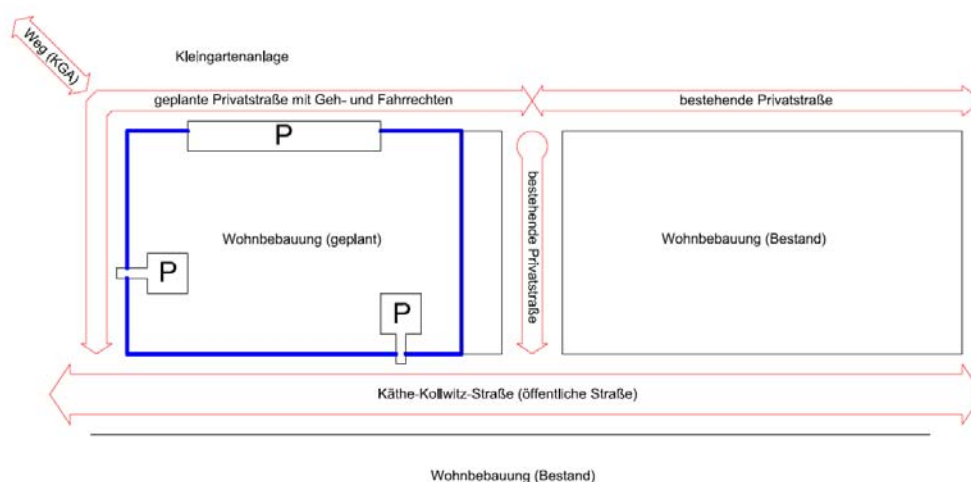 Weg (KGA)
Kleingartenanlage
geplante Privatstraße mit Geh- und Fahrrechten
bestehende Privatstraße
P
bestehende Privatstraße
Wohnbebauung (geplant)
Wohnbebauung (Bestand)
P
P
Käthe-Kollwitz-Straße (öffentliche Straße)
Wohnbebauung (Bestand)